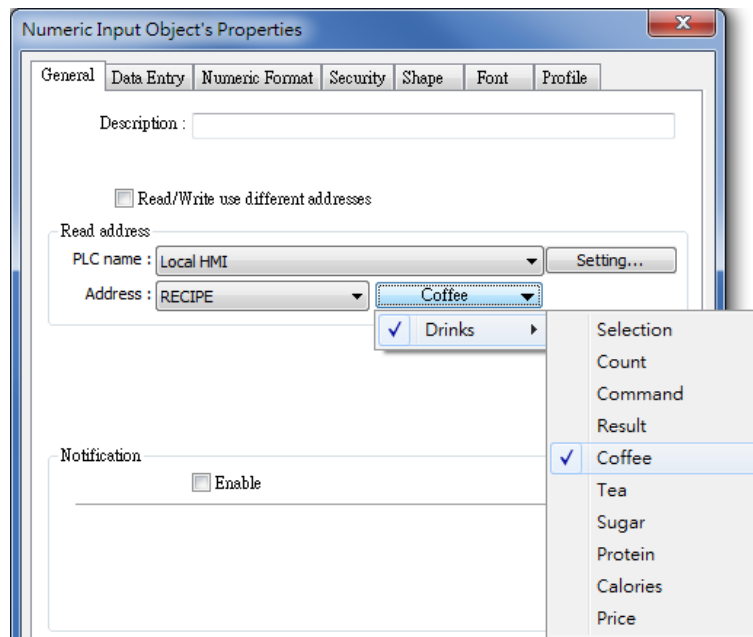 Numeric Input Object's Properties
General Data Entry Numeric Format Security Shape Font Profile
Description :
Read/Write use different addresses
Read address
PLC name : Local HMI Setting...
Address : RECIPE Coffee
Drinks Selection
Count
Command
Result
Notification Coffee
Enable Tea
Sugar
Protein
Calories
Price